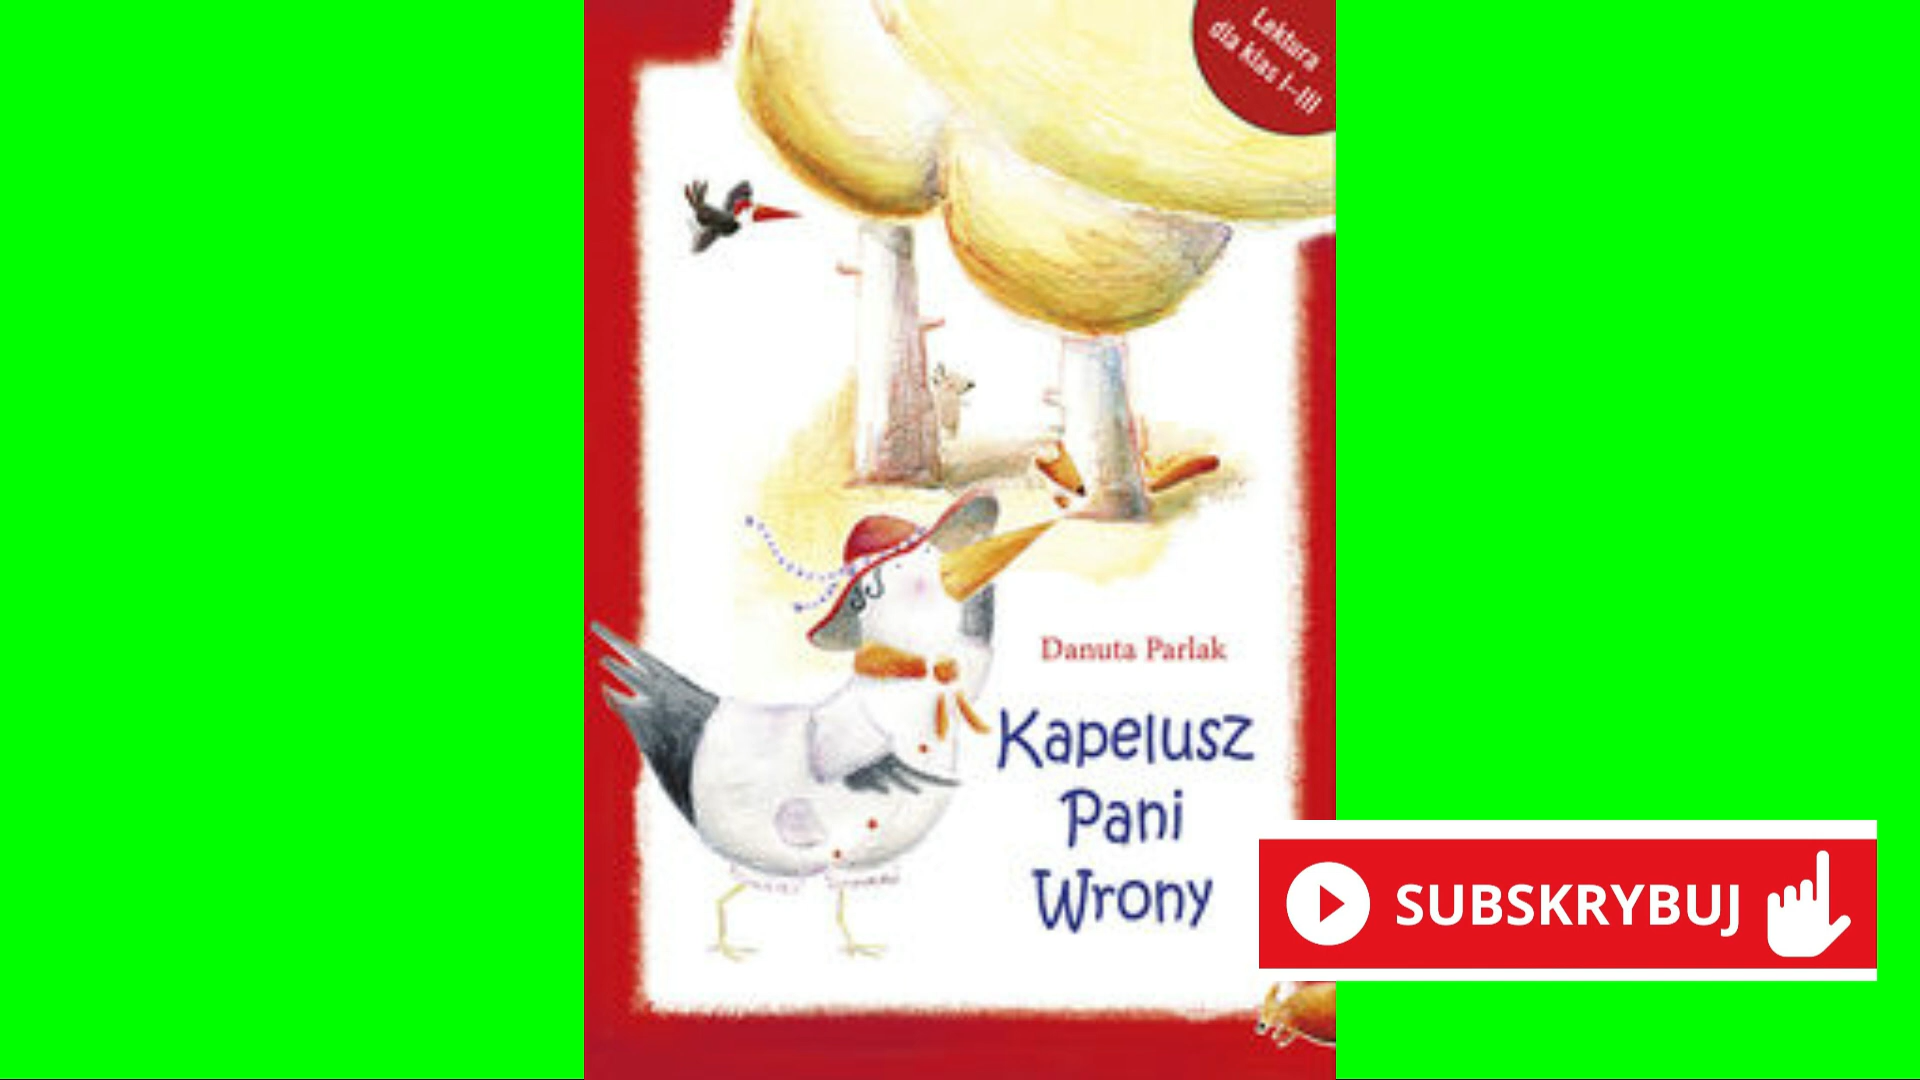 Lektura
dla klas I–III
Danuta Parlak
Kapelusz
Pani
Wrony
SUBSKRYBUJ